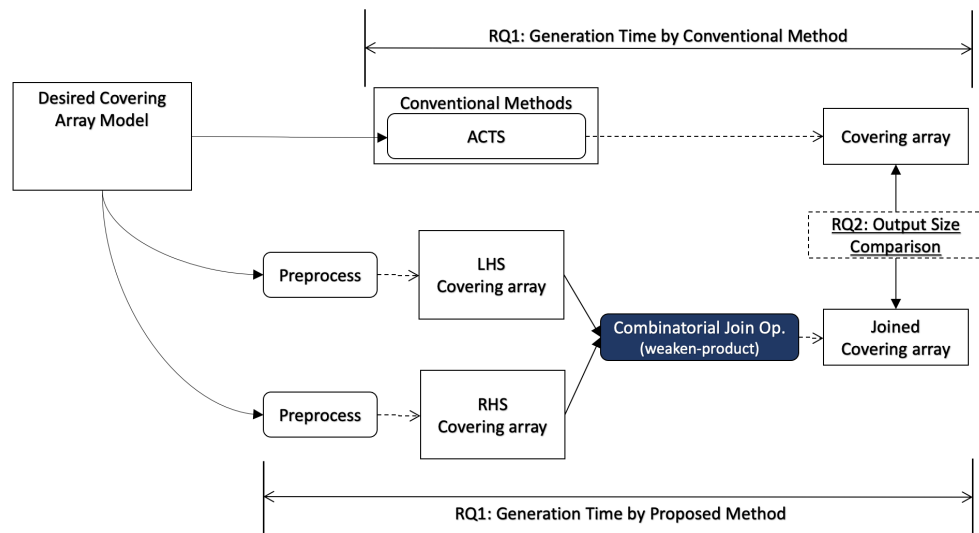 RQ1: Generation Time by Conventional Method
Desired Covering
Array Model
Conventional Methods
ACTS
Covering array
RQ2: Output Size
Comparison
Preprocess
LHS
Covering array
Combinatorial Join Op.
(weaken-product)
Joined
Covering array
Preprocess
RHS
Covering array
RQ1: Generation Time by Proposed Method